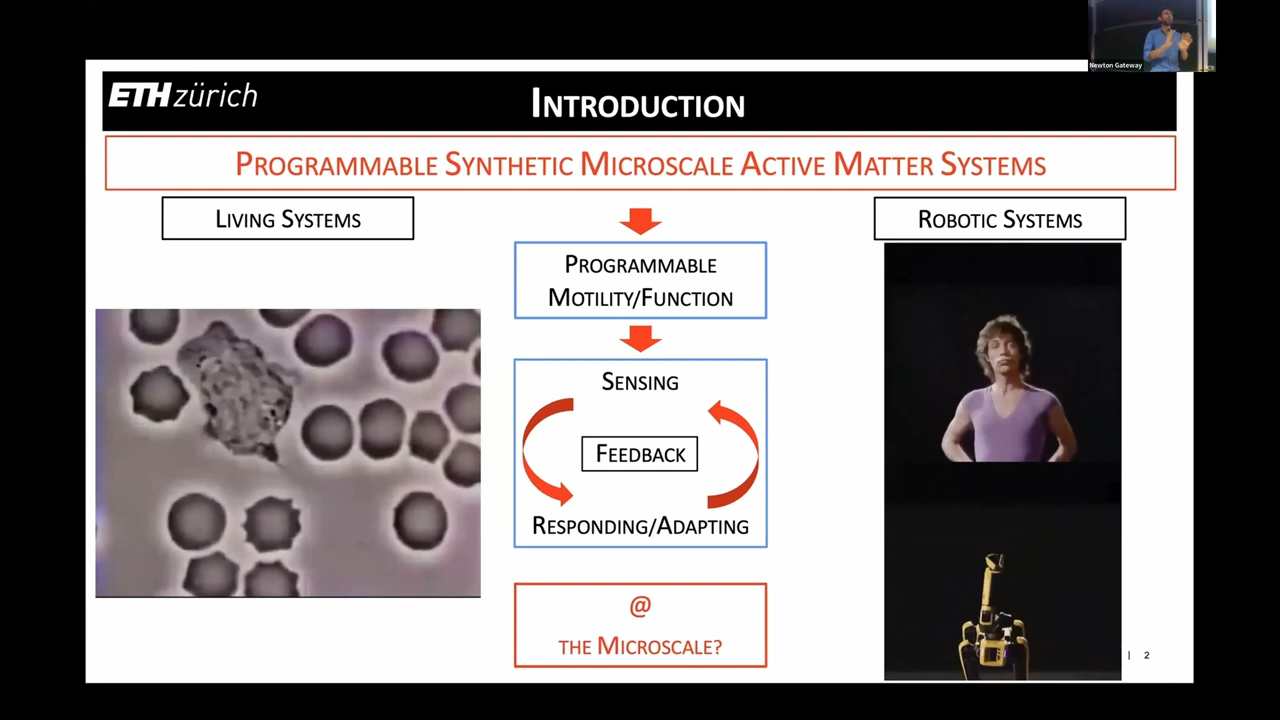 Newton Gateway
ETH zürich
INTRODUCTION
PROGRAMMABLE SYNTHETIC MICROSCALE ACTIVE MATTER SYSTEMS
LIVING SYSTEMS
PROGRAMMABLE
MOTILITY/FUNCTION
SENSING
FEEDBACK
RESPONDING/ADAPTING
@
THE MICROSCALE?
ROBOTIC SYSTEMS
| 2